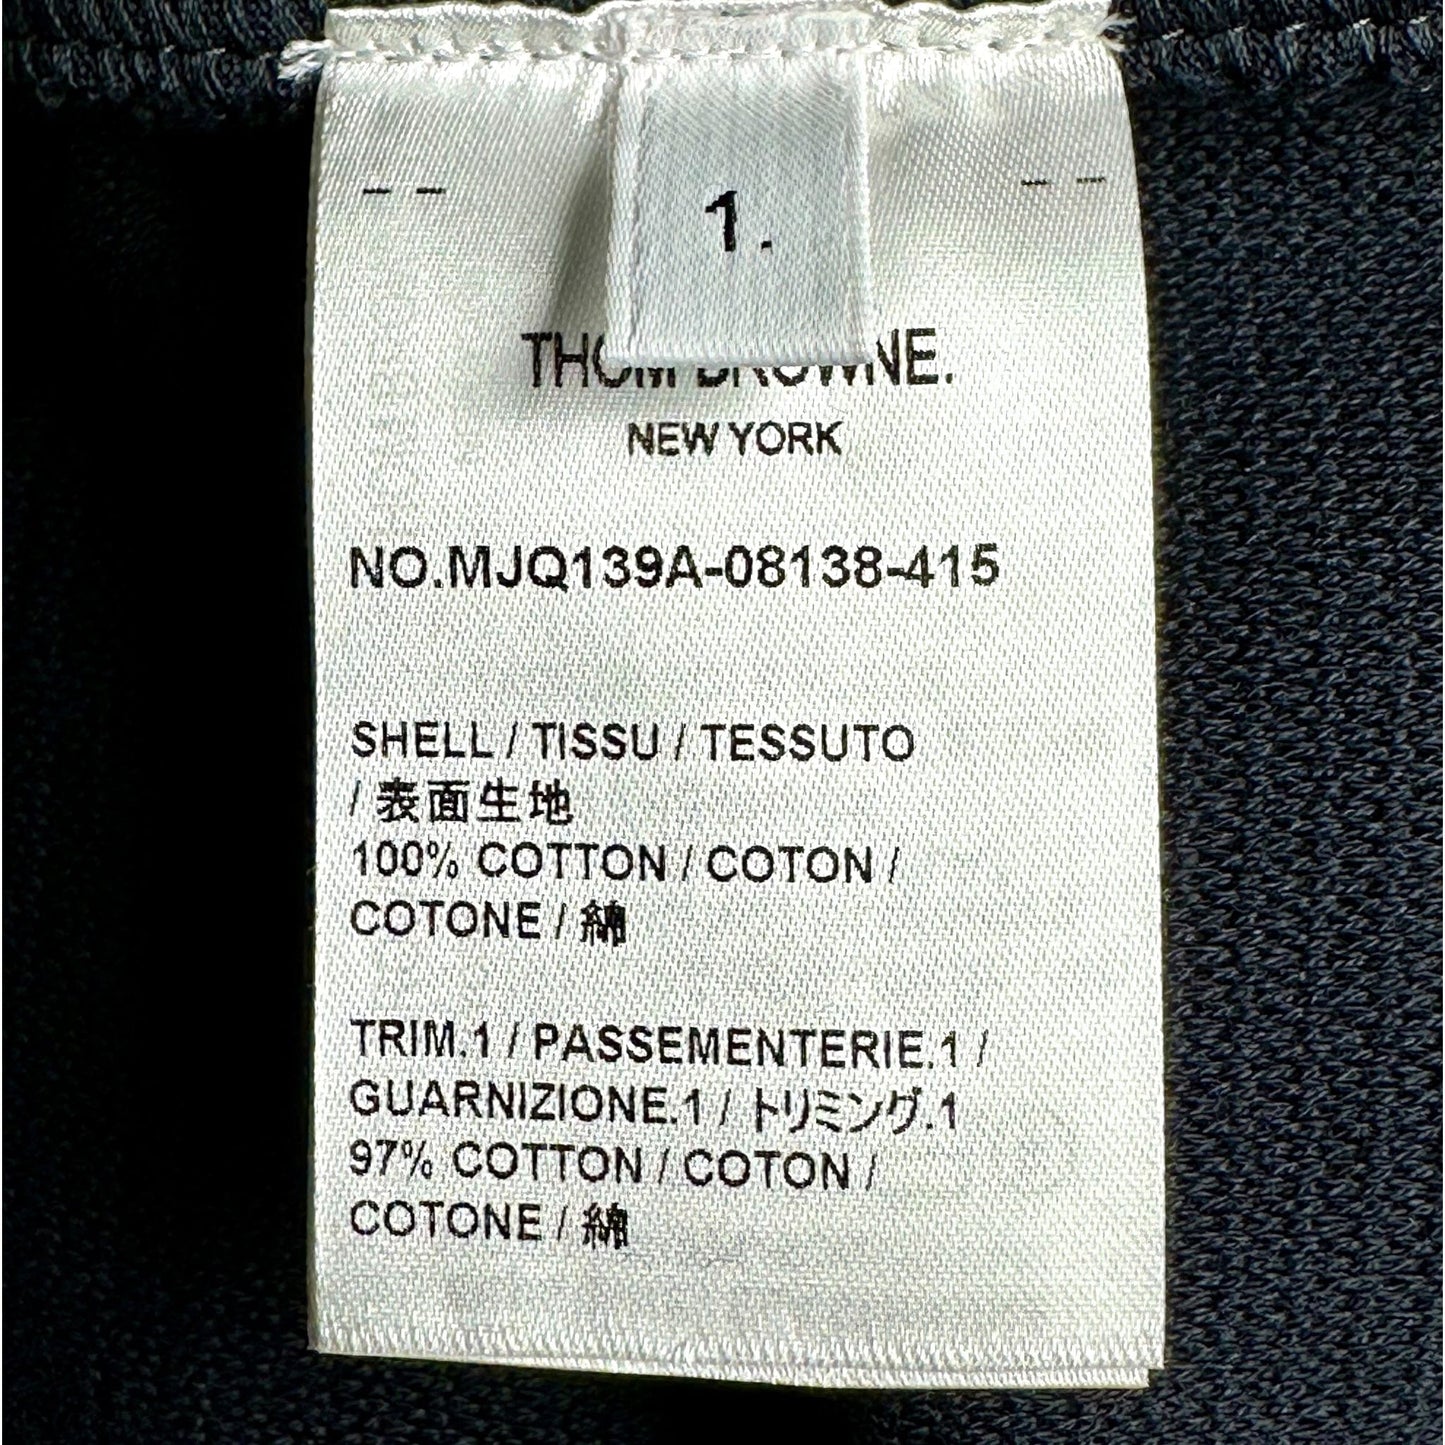 1.
THOM BROWNE.
NEW YORK
NO.MJQ139A-08138-415
SHELL / TISSU / TESSUTO
/ 表面生地
100% COTTON / COTON /
COTONE / 綿
TRIM.1 / PASSEMENTERIE.1 /
GUARNIZIONE.1 / トリミング.1
97% COTTON / COTON /
COTONE / 綿